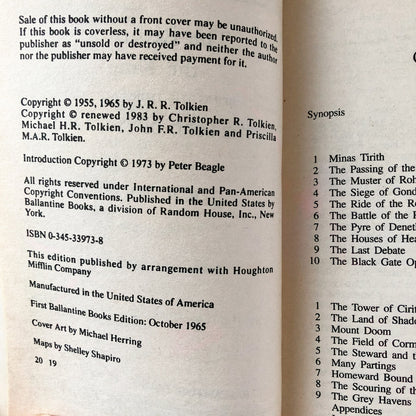 Sale of this book without a front cover may be unauthorized.
If this book is coverless, it may have been reported to the
publisher as "unsold or destroyed" and neither the author
nor the publisher may have received payment for it.
Copyright © 1955, 1965 by J. R. R. Tolkien
Copyright © renewed 1983 by Christopher R. Tolkien,
Michael H.R. Tolkien, John F.R. Tolkien and Priscilla
M.A.R. Tolkien.
Introduction Copyright © 1973 by Peter Beagle
All rights reserved under International and Pan-American
Copyright Conventions. Published in the United States by
Ballantine Books, a division of Random House, Inc., New
York.
ISBN 0-345-33973-8
This edition published by arrangement with Houghton
Mifflin Company
Manufactured in the United States of America
First Ballantine Books Edition: October 1965
Cover Art by Michael Herring
Maps by Shelley Shapiro
20 19
Synopsis
1 Minas Tirith
2 The Passing of the
3 The Muster of Roh
4 The Siege of Gond
5 The Ride of the Ro
6 The Battle of the
7 The Pyre of Deneth
8 The Houses of Hea
9 The Last Debate
10 The Black Gate Op
1 The Tower of Cirit
2 The Land of Shado
3 Mount Doom
4 The Field of Corm
5 The Steward and th
6 Many Partings
7 Homeward Bound
8 The Scouring of th
9 The Grey Havens
Appendices